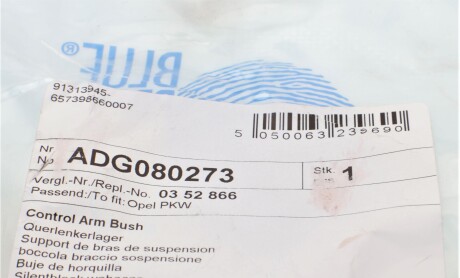 BLUE®
91313945-
657398660007
5 050063 239690
Nr.
No. ADG080273
Stk. 1
Vergl.-Nr./Repl.-No. 03 52 866
Passend:/To fit: Opel PKW
Control Arm Bush
Querlenkerlager
Support de bras de suspension
boccola braccio sospensione
Buje de horquilla